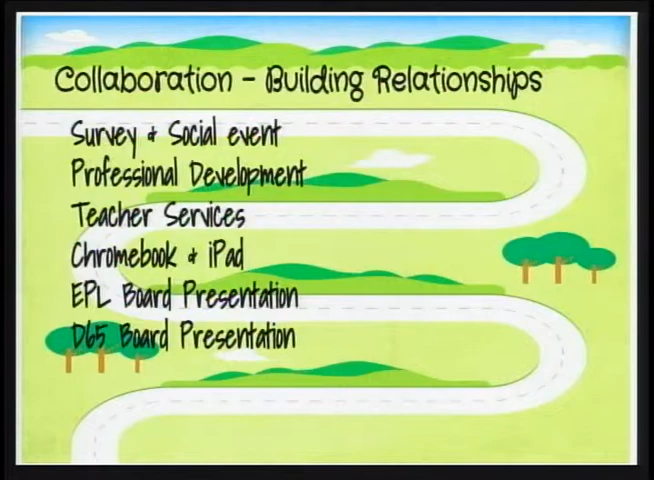 Collaboration - Building Relationships
Survey & Social event
Professional Development
Teacher Services
Chromebook & iPad
EPL Board Presentation
D65 Board Presentation